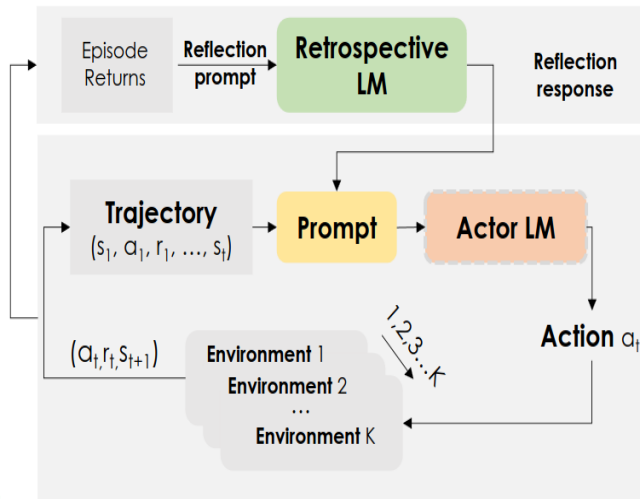 Episode
Returns
Reflection
prompt
Retrospective
LM
Reflection
response
Trajectory
(s₁, a₁, r₁, ..., sₜ)
Prompt
Actor LM
Action aₜ
(aₜ,rₜ,sₜ₊₁)
1,2,3...K
Environment 1
Environment 2
...
Environment K